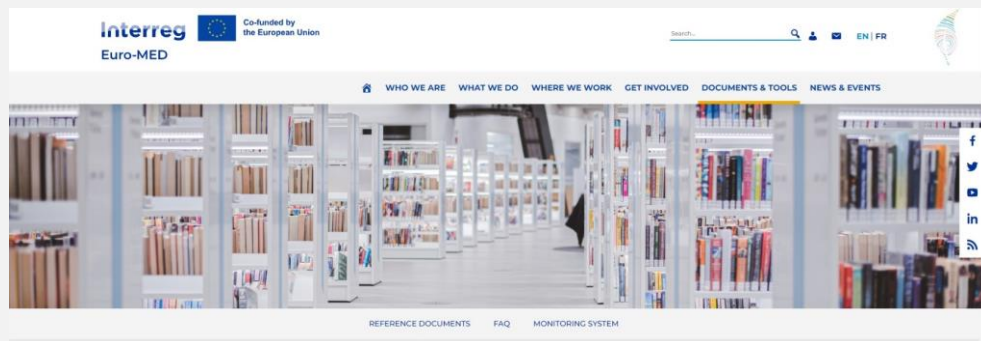 Interreg
Co-funded by
the European Union
Euro-MED
Search...
EN | FR
WHO WE ARE WHAT WE DO WHERE WE WORK GET INVOLVED DOCUMENTS & TOOLS NEWS & EVENTS
REFERENCE DOCUMENTS FAQ MONITORING SYSTEM